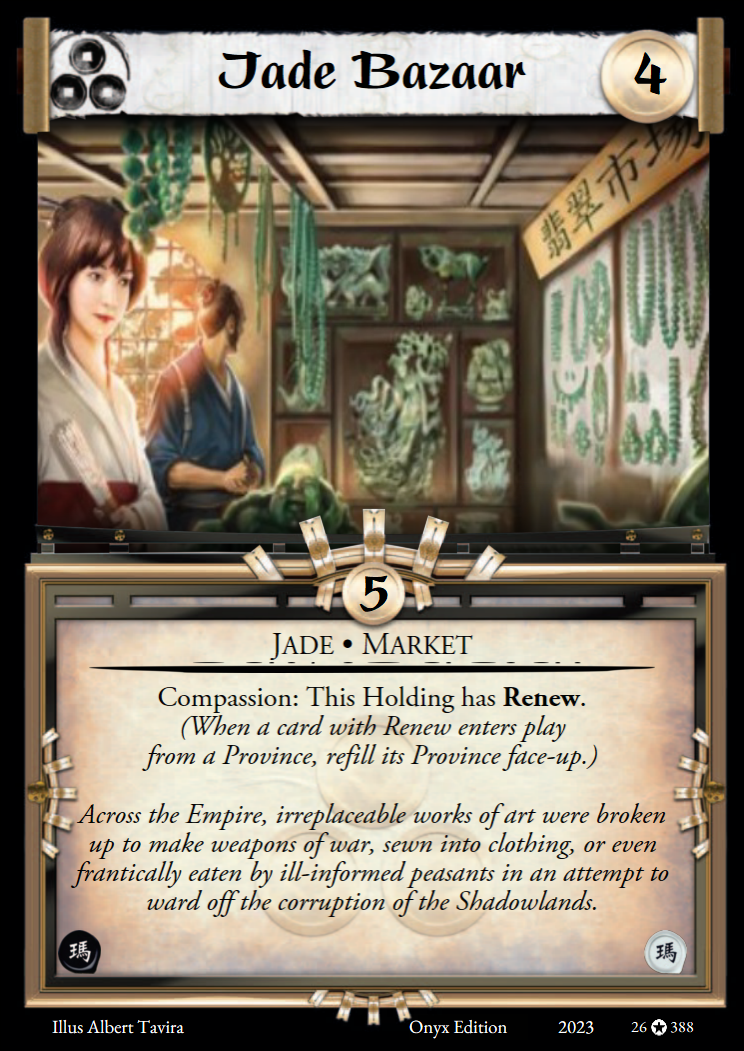 Jade Bazaar
4
翡翠市場
5
JADE • MARKET
Compassion: This Holding has Renew.
(When a card with Renew enters play
from a Province, refill its Province face-up.)
Across the Empire, irreplaceable works of art were broken
up to make weapons of war, sewn into clothing, or even
frantically eaten by ill-informed peasants in an attempt to
ward off the corruption of the Shadowlands.
瑪
瑪
Illus Albert Tavira
Onyx Edition
2023
26 ✪ 388